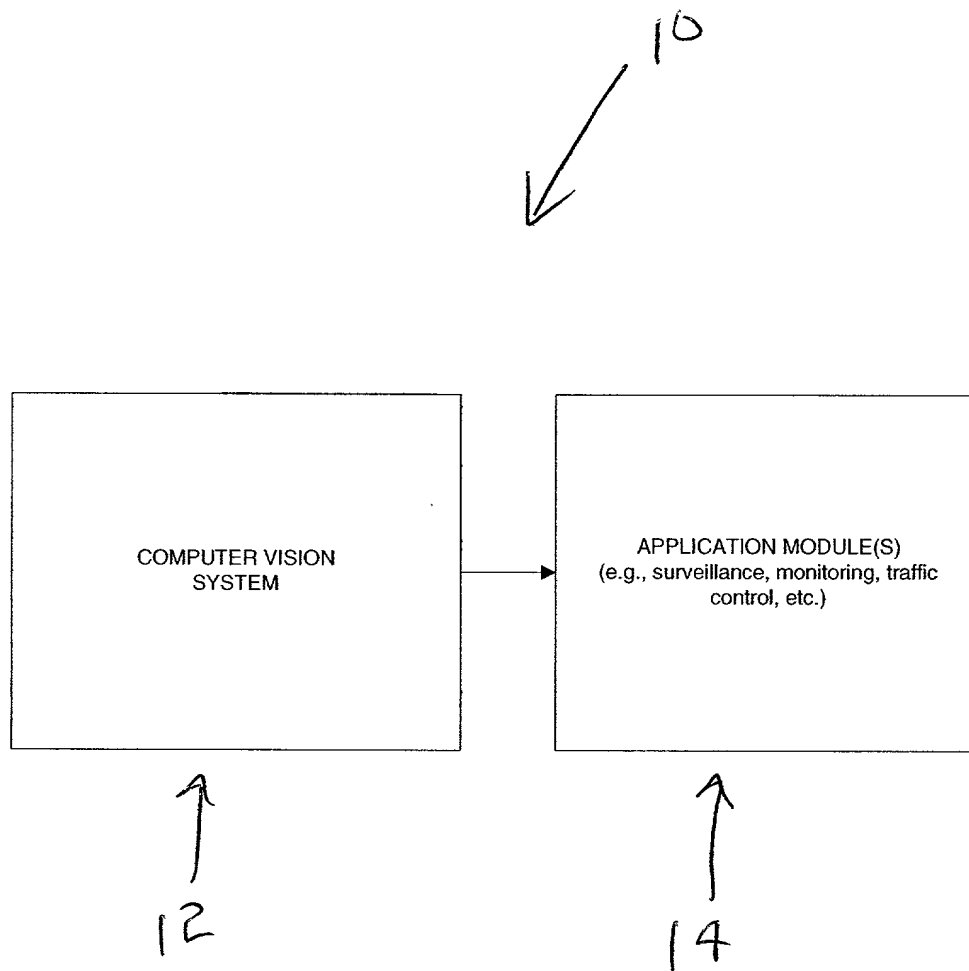 10
COMPUTER VISION
SYSTEM
APPLICATION MODULE(S)
(e.g., surveillance, monitoring, traffic
control, etc.)
12
14